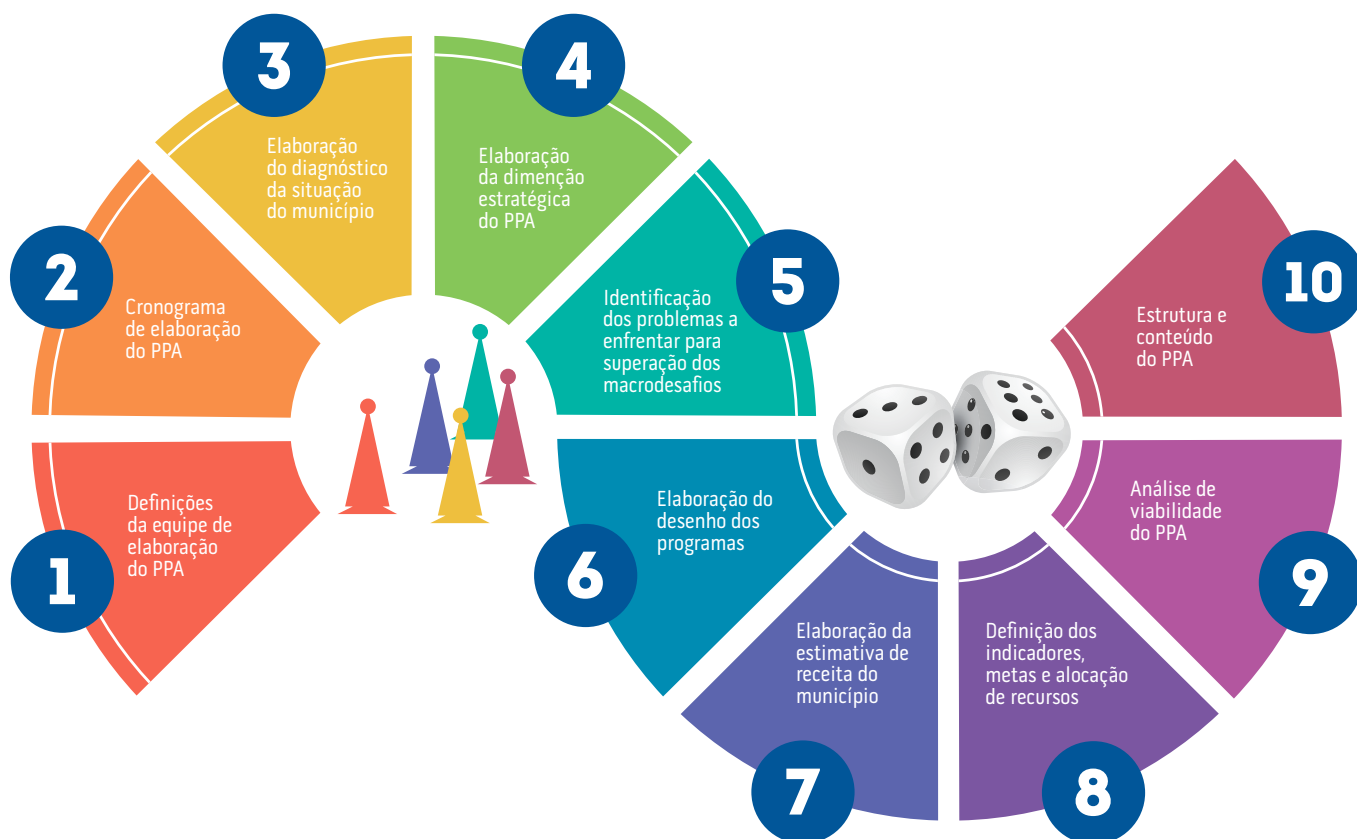 1
Definições
da equipe de
elaboração
do PPA
2
Cronograma
de elaboração
do PPA
3
Elaboração
do diagnóstico
da situação
do município
4
Elaboração
da dimenção
estratégica
do PPA
5
Identificação
dos problemas a
enfrentar para
superação dos
macrodesafios
6
Elaboração do
desenho dos
programas
7
Elaboração da
estimativa de
receita do
município
8
Definição dos
indicadores,
metas e alocação
de recursos
9
Análise de
viabilidade
do PPA
10
Estrutura e
conteúdo
do PPA